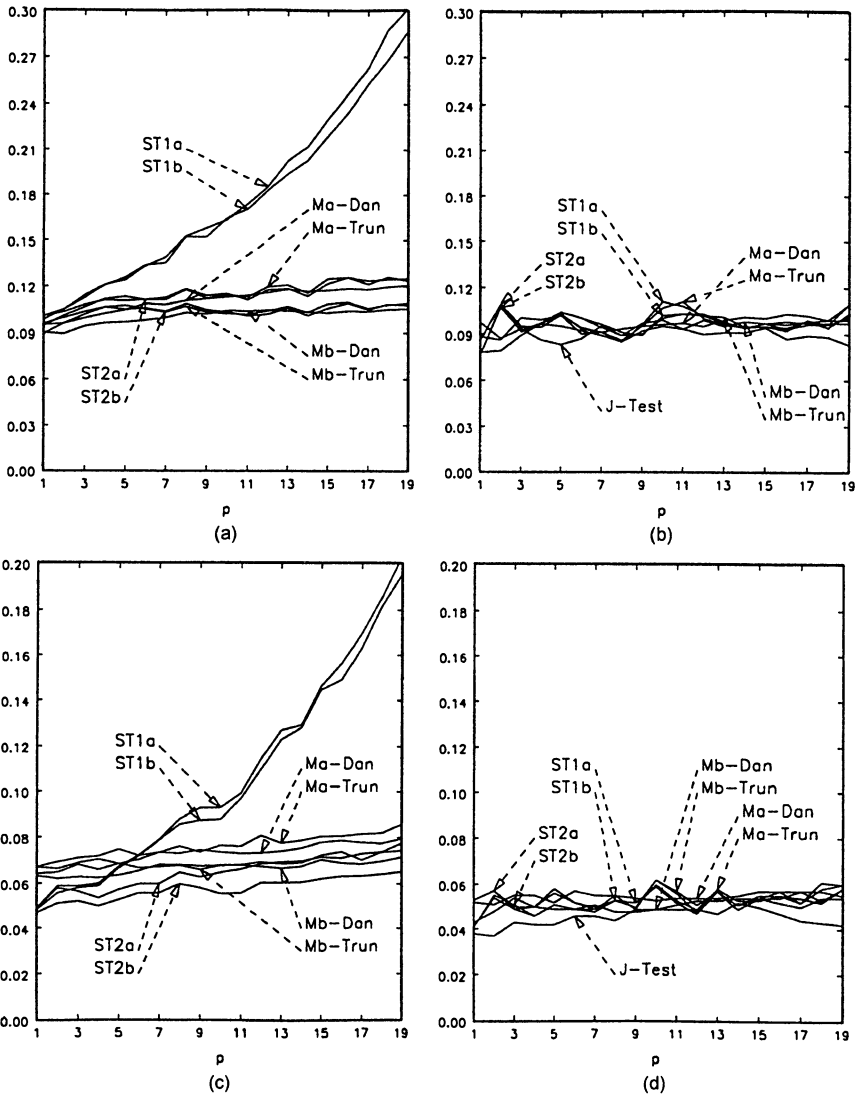 0.30
0.27
0.24
0.21
0.18
0.15
0.12
0.09
0.06
0.03
0.00
ST1a
ST1b
Ma-Dan
Ma-Trun
ST2a
ST2b
Mb-Dan
Mb-Trun
1 3 5 7 9 11 13 15 17 19
p
(a)
0.30
0.27
0.24
0.21
0.18
0.15
0.12
0.09
0.06
0.03
0.00
ST1a
ST1b
ST2a
ST2b
Ma-Dan
Ma-Trun
J-Test
Mb-Dan
Mb-Trun
1 3 5 7 9 11 13 15 17 19
p
(b)
0.20
0.18
0.16
0.14
0.12
0.10
0.08
0.06
0.04
0.02
0.00
ST1a
ST1b
Ma-Dan
Ma-Trun
ST2a
ST2b
Mb-Dan
Mb-Trun
1 3 5 7 9 11 13 15 17 19
p
(c)
0.20
0.18
0.16
0.14
0.12
0.10
0.08
0.06
0.04
0.02
0.00
ST1a
ST1b
Mb-Dan
Mb-Trun
ST2a
ST2b
Ma-Dan
Ma-Trun
J-Test
1 3 5 7 9 11 13 15 17 19
p
(d)